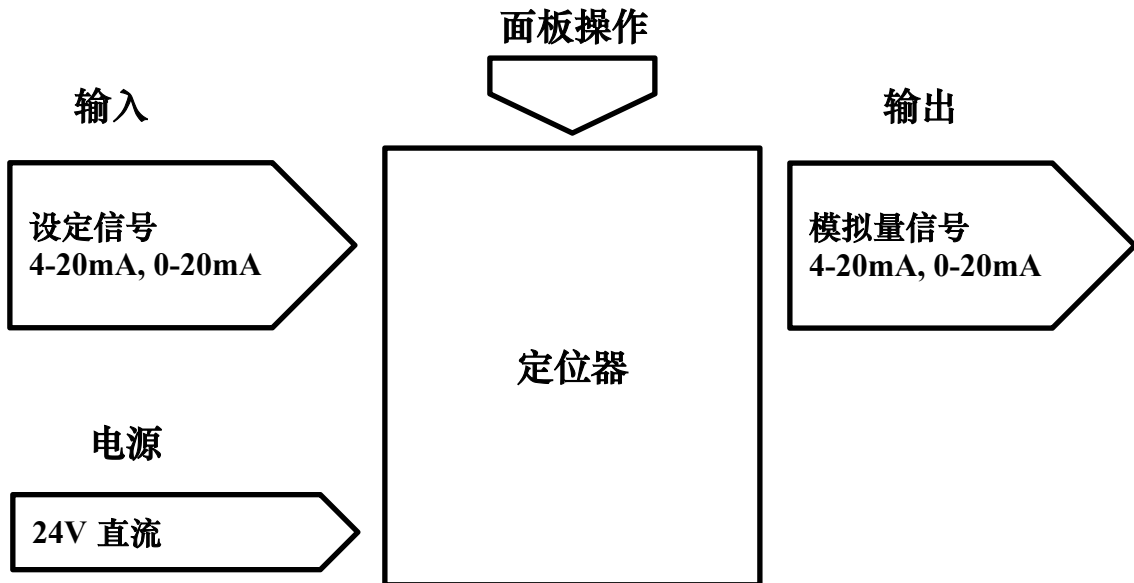 面板操作
输入
输出
设定信号
4-20mA, 0-20mA
模拟量信号
4-20mA, 0-20mA
定位器
电源
24V 直流